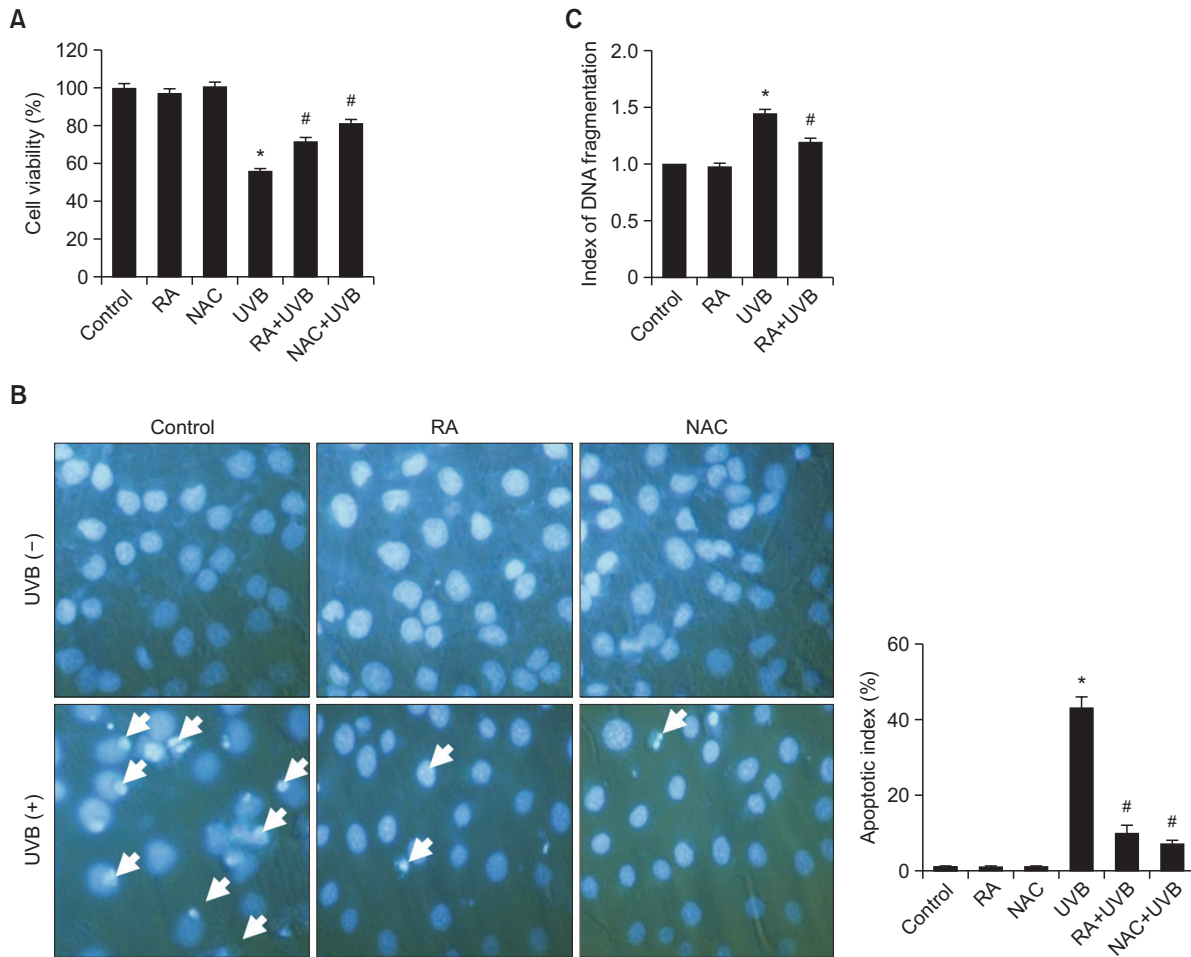 A
Cell viability (%)
120
100
80
60
40
20
0
*
#
#
Control
RA
NAC
UVB
RA+UVB
NAC+UVB
C
Index of DNA fragmentation
2.0
1.5
1.0
0.5
0
*
#
Control
RA
UVB
RA+UVB
B
Control
RA
NAC
UVB (−)
UVB (+)
Apoptotic index (%)
60
40
20
0
*
#
#
Control
RA
NAC
UVB
RA+UVB
NAC+UVB